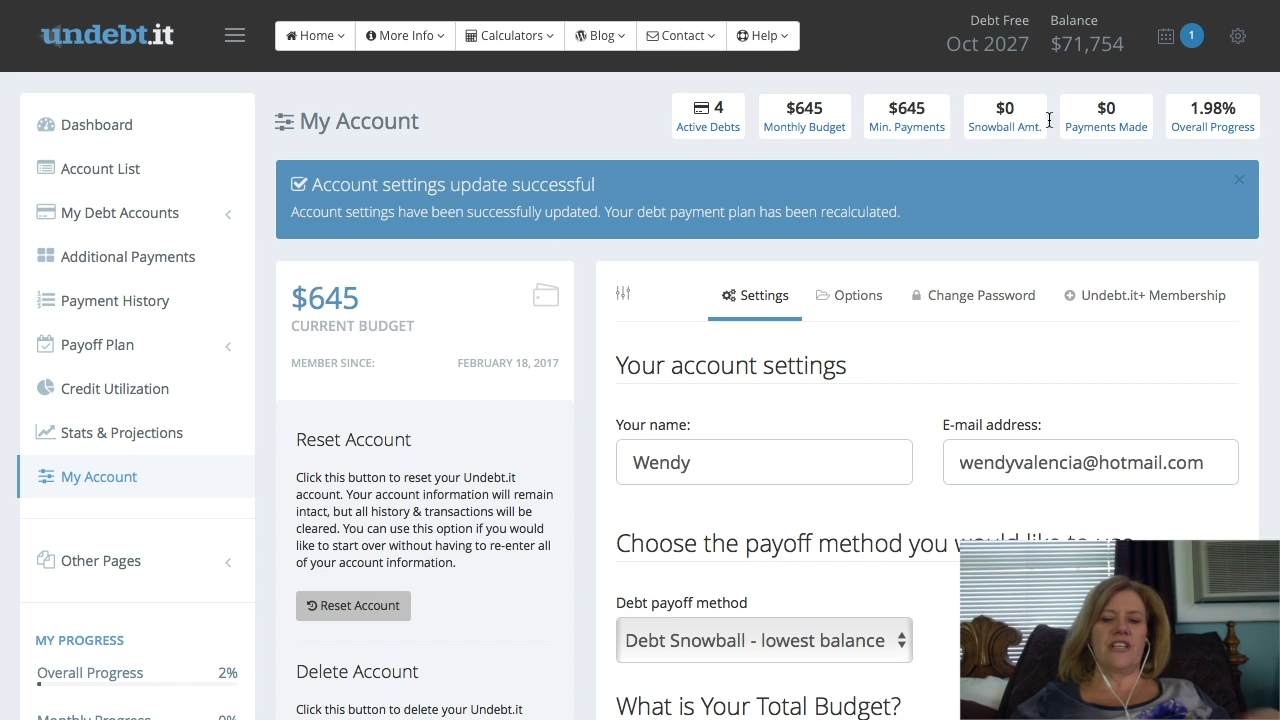 undebt.it
Home
More Info
Calculators
Blog
Contact
Help
Debt Free
Oct 2027
Balance
$71,754
1
Dashboard
Account List
My Debt Accounts
Additional Payments
Payment History
Payoff Plan
Credit Utilization
Stats & Projections
My Account
Other Pages
MY PROGRESS
Overall Progress 2%
Monthly Progress 0%
My Account
4
Active Debts
$645
Monthly Budget
$645
Min. Payments
$0
Snowball Amt.
$0
Payments Made
1.98%
Overall Progress
Account settings update successful
Account settings have been successfully updated. Your debt payment plan has been recalculated.
×
$645
CURRENT BUDGET
MEMBER SINCE: FEBRUARY 18, 2017
Reset Account
Click this button to reset your Undebt.it
account. Your account information will remain
intact, but all history & transactions will be
cleared. You can use this option if you would
like to start over without having to re-enter all
of your account information.
Reset Account
Delete Account
Click this button to delete your Undebt.it
Settings
Options
Change Password
Undebt.it+ Membership
Your account settings
Your name:
Wendy
E-mail address:
wendyvalencia@hotmail.com
Choose the payoff method you would like to use
Debt payoff method
Debt Snowball - lowest balance
What is Your Total Budget?